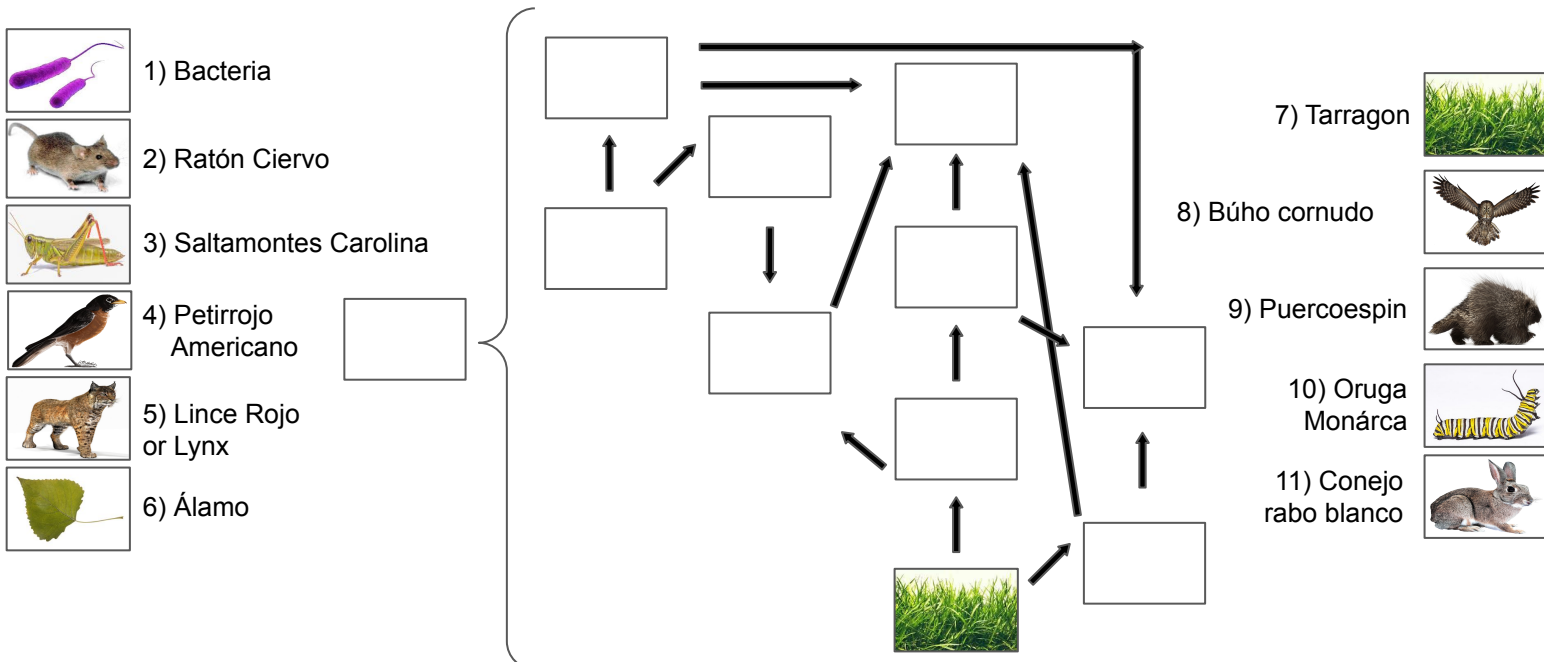 1) Bacteria
2) Ratón Ciervo
3) Saltamontes Carolina
4) Petirrojo
Americano
5) Lince Rojo
or Lynx
6) Álamo
7) Tarragon
8) Búho cornudo
9) Puercoespin
10) Oruga
Monárca
11) Conejo
rabo blanco